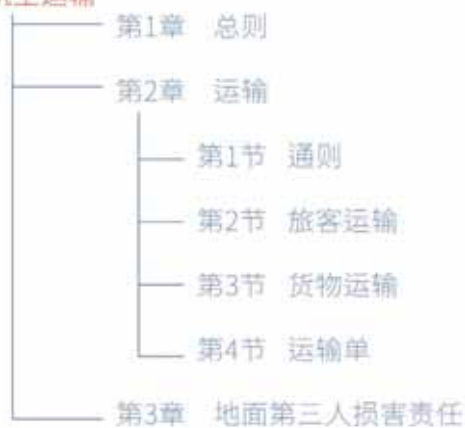 第1章 总则
第2章 运输
第1节 通则
第2节 旅客运输
第3节 货物运输
第4节 运输单
第3章 地面第三人损害责任